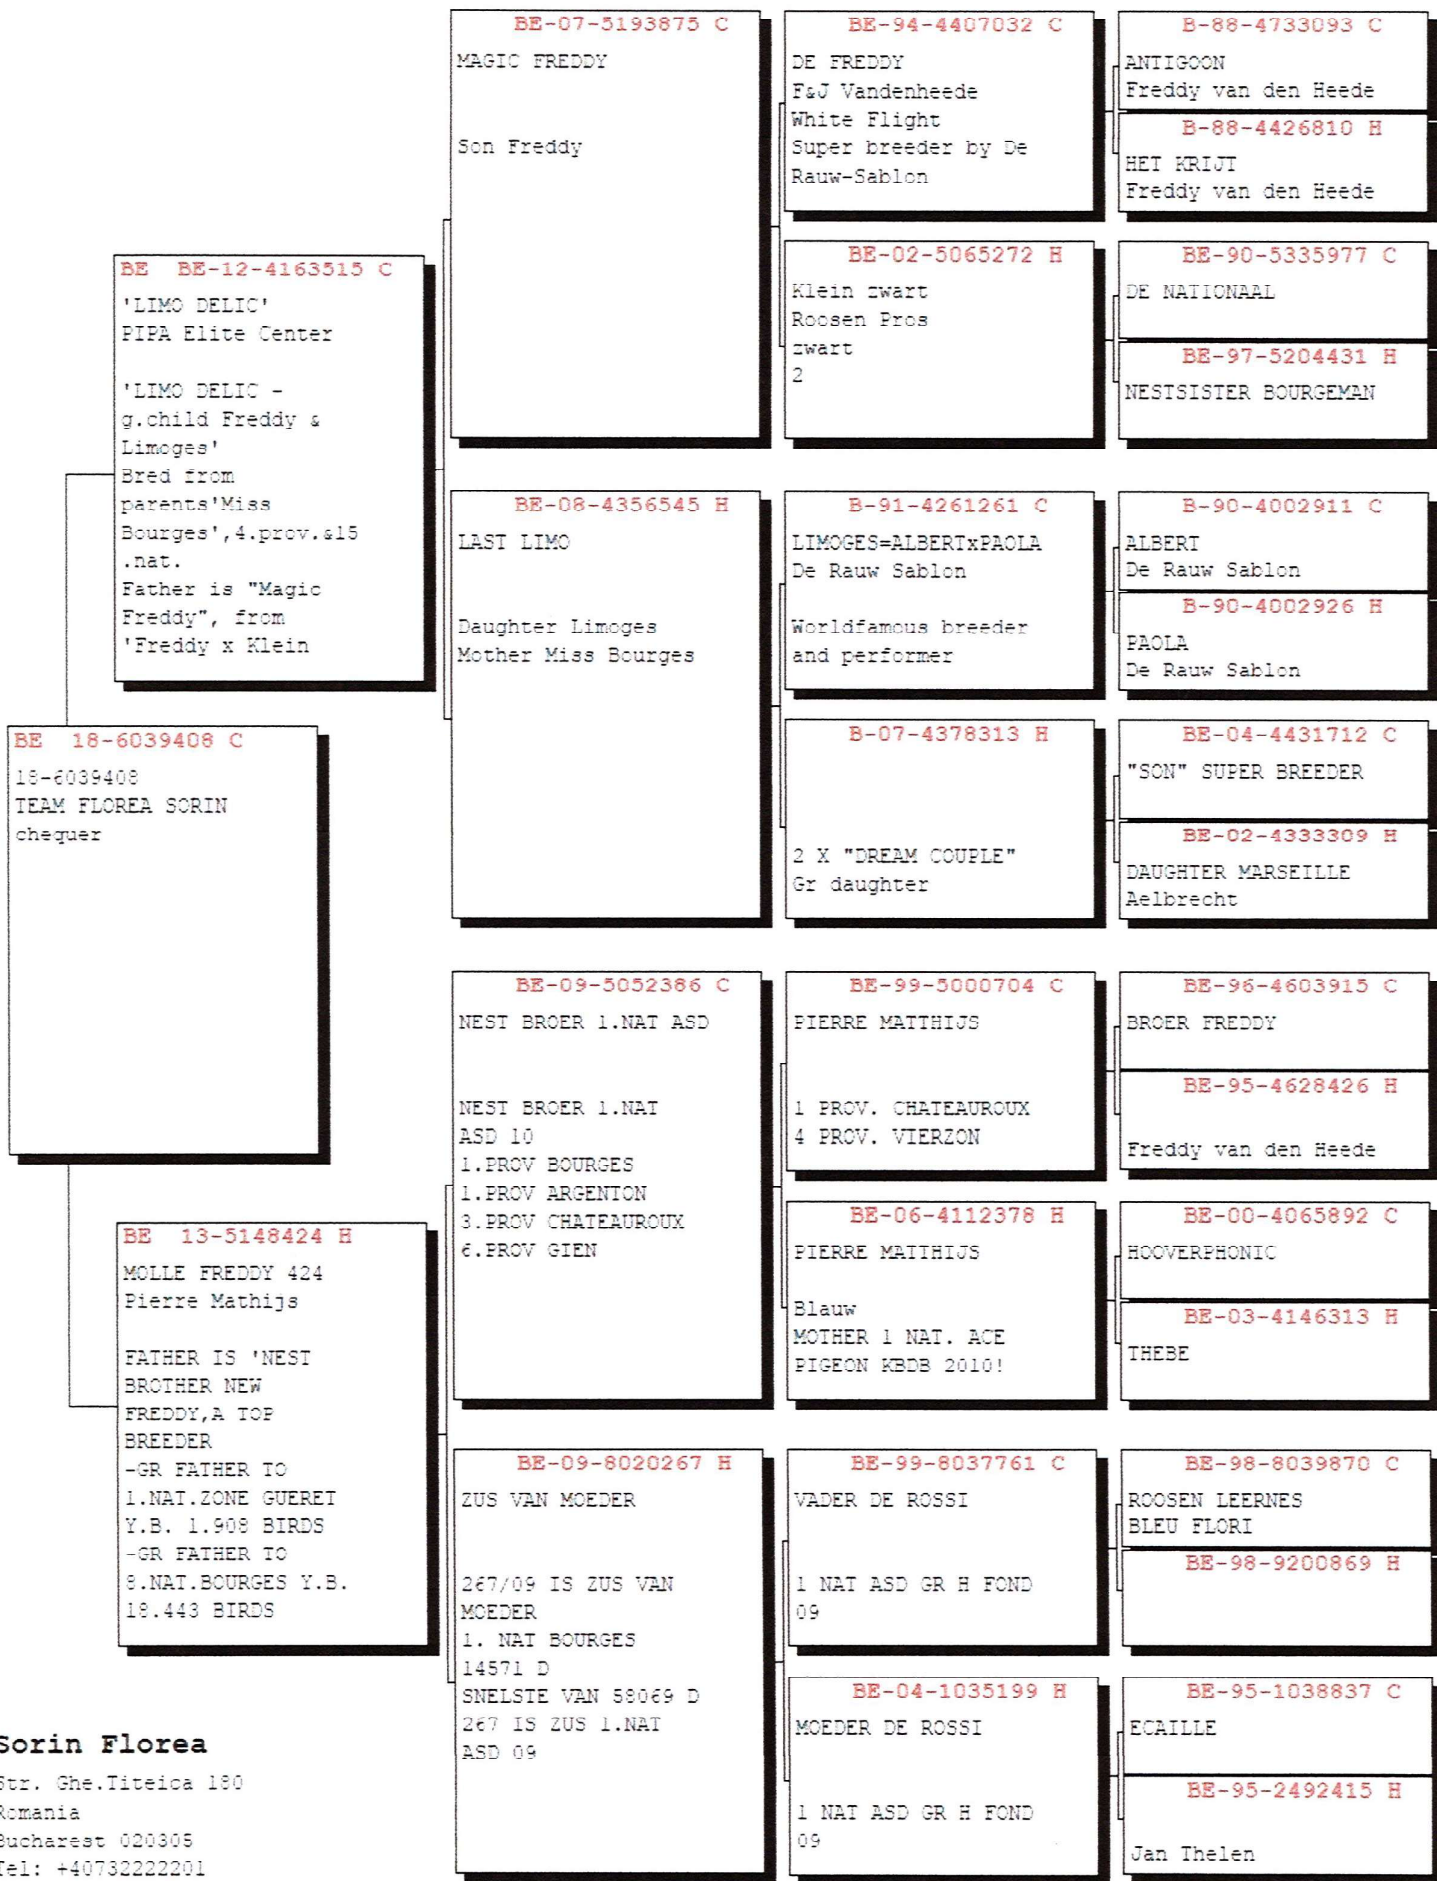 BE 18-6039408 C
18-6039408
TEAM FLOREA SORIN
chequer
BE BE-12-4163515 C
'LIMO DELIC'
PIPA Elite Center
'LIMO DELIC -
g.child Freddy &
Limoges'
Bred from
parents'Miss
Bourges',4.prov.&15
.nat.
Father is "Magic
Freddy", from
'Freddy x Klein
BE 13-5148424 H
MOLLE FREDDY 424
Pierre Mathijs
FATHER IS 'NEST
BROTHER NEW
FREDDY,A TOP
BREEDER
-GR FATHER TO
1.NAT.ZONE GUERET
Y.B. 1.908 BIRDS
-GR FATHER TO
8.NAT.BOURGES Y.B.
18.443 BIRDS
BE-07-5193875 C
MAGIC FREDDY
Son Freddy
BE-08-4356545 H
LAST LIMO
Daughter Limoges
Mother Miss Bourges
BE-09-5052386 C
NEST BROER 1.NAT ASD
NEST BROER 1.NAT
ASD 10
1.PROV BOURGES
1.PROV ARGENTON
3.PROV CHATEAUROUX
6.PROV GIEN
BE-09-8020267 H
ZUS VAN MOEDER
267/09 IS ZUS VAN
MOEDER
1. NAT BOURGES
14571 D
SNELSTE VAN 58069 D
267 IS ZUS 1.NAT
ASD 09
BE-94-4407032 C
DE FREDDY
F&J Vandenheede
White Flight
Super breeder by De
Rauw-Sablon
BE-02-5065272 H
Klein zwart
Roosen Pros
zwart
2
B-91-4261261 C
LIMOGES=ALBERTxPAOLA
De Rauw Sablon
Worldfamous breeder
and performer
B-07-4378313 H
2 X "DREAM COUPLE"
Gr daughter
BE-99-5000704 C
PIERRE MATTHIJS
1 PROV. CHATEAUROUX
4 PROV. VIERZON
BE-06-4112378 H
PIERRE MATTHIJS
Blauw
MOTHER 1 NAT. ACE
PIGEON KBDB 2010!
BE-99-8037761 C
VADER DE ROSSI
1 NAT ASD GR H FOND
09
BE-04-1035199 H
MOEDER DE ROSSI
1 NAT ASD GR H FOND
09
B-88-4733093 C
ANTIGOON
Freddy van den Heede
B-88-4426810 H
HET KRIJT
Freddy van den Heede
BE-90-5335977 C
DE NATIONAAL
BE-97-5204431 H
NESTSISTER BOURGEMAN
B-90-4002911 C
ALBERT
De Rauw Sablon
B-90-4002926 H
PAOLA
De Rauw Sablon
BE-04-4431712 C
"SON" SUPER BREEDER
BE-02-4333309 H
DAUGHTER MARSEILLE
Aelbrecht
BE-96-4603915 C
BROER FREDDY
BE-95-4628426 H
Freddy van den Heede
BE-00-4065892 C
HOOVERPHONIC
BE-03-4146313 H
THEBE
BE-98-8039870 C
ROOSEN LEERNES
BLEU FLORI
BE-98-9200869 H
BE-95-1038837 C
ECAILLE
BE-95-2492415 H
Jan Thelen
Sorin Florea
Str. Ghe.Titeica 180
Romania
Bucharest 020305
Tel: +40732222201